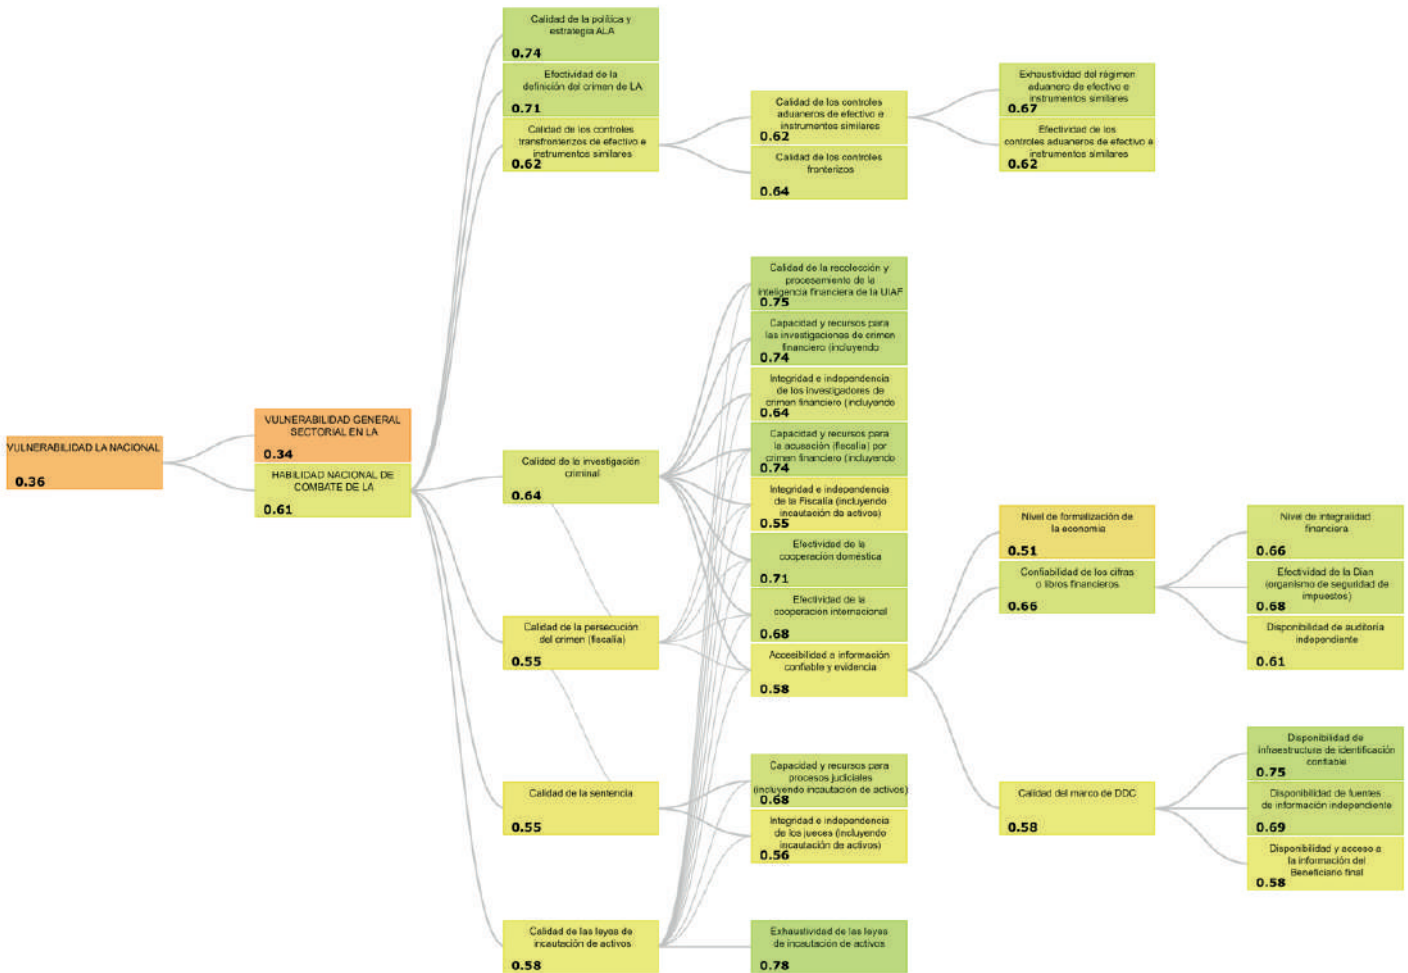 VULNERABILIDAD LA NACIONAL
0.36
VULNERABILIDAD GENERAL
SECTORIAL EN LA
0.34
HABILIDAD NACIONAL DE
COMBATE DE LA
0.61
Calidad de la política y
estrategia ALA
0.74
Efectividad de la
definición del crimen de LA
0.71
Calidad de los controles
transfronterizos de efectivo e
instrumentos similares
0.62
Calidad de la investigación
criminal
0.64
Calidad de la persecución
del crimen (fiscalía)
0.55
Calidad de la sentencia
0.55
Calidad de las leyes de
incautación de activos
0.58
Calidad de los controles
aduaneros de efectivo e
instrumentos similares
0.62
Calidad de los controles
fronterizos
0.64
Calidad de la recolección y
procesamiento de la
inteligencia financiera de la UIAF
0.75
Capacidad y recursos para
las investigaciones de crimen
financiero (incluyendo
0.74
Integridad e independencia
de los investigadores de
crimen financiero (incluyendo
0.64
Capacidad y recursos para
la acusación (fiscalía) por
crimen financiero (incluyendo
0.74
Integridad e independencia
de la Fiscalía (incluyendo
incautación de activos)
0.55
Efectividad de la
cooperación doméstica
0.71
Efectividad de la
cooperación internacional
0.68
Accesibilidad a información
confiable y evidencia
0.58
Capacidad y recursos para
procesos judiciales
(incluyendo incautación de activos)
0.68
Integridad e independencia
de los jueces (incluyendo
incautación de activos)
0.56
Exhaustividad de las leyes
de incautación de activos
0.78
Exhaustividad del régimen
aduanero de efectivo e
instrumentos similares
0.67
Efectividad de los
controles aduaneros de efectivo e
instrumentos similares
0.62
Nivel de formalización de
la economía
0.51
Confiabilidad de los cifras
o libros financieros
0.66
Calidad del marco de DDC
0.58
Nivel de integralidad
financiera
0.66
Efectividad de la Dian
(organismo de seguridad de
impuestos)
0.68
Disponibilidad de auditoría
independiente
0.61
Disponibilidad de
infraestructura de identificación
confiable
0.75
Disponibilidad de fuentes
de información independiente
0.69
Disponibilidad y acceso a
la información del
Beneficiario final
0.58